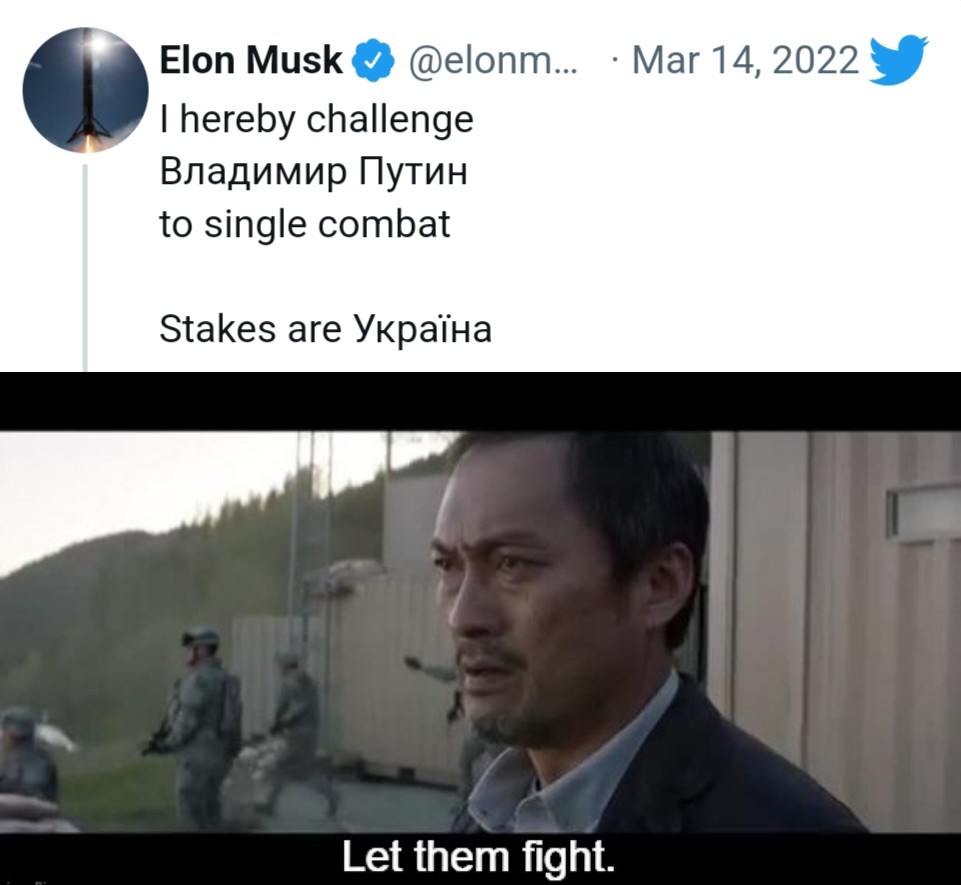 Elon Musk @elonm... · Mar 14, 2022
I hereby challenge
Владимир Путин
to single combat
Stakes are Україна
Let them fight.